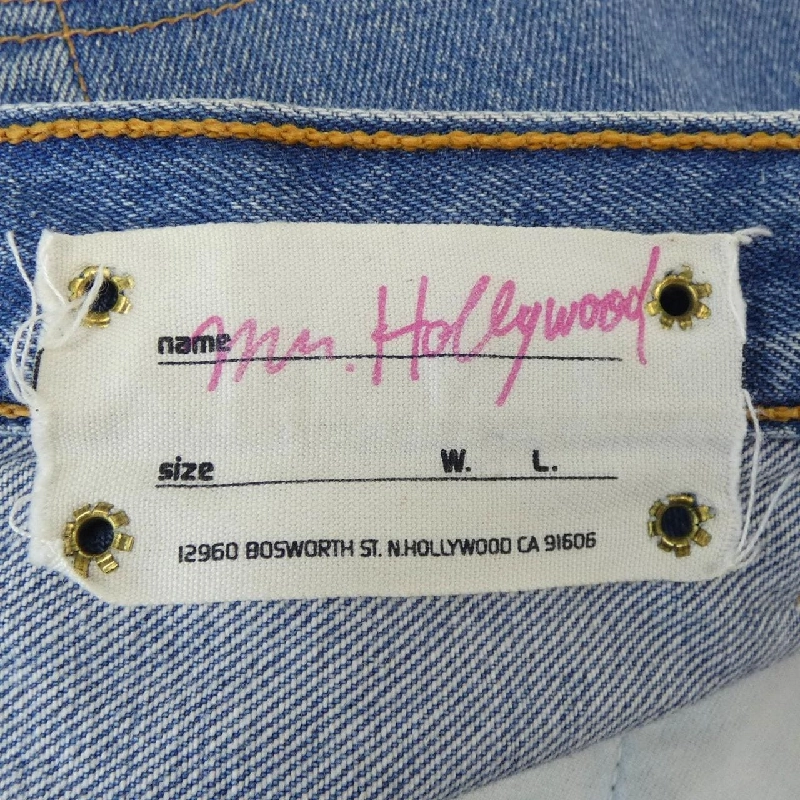 name Mr. Hollywood
size W. L.
12960 BOSWORTH ST. N.HOLLYWOOD CA 91606